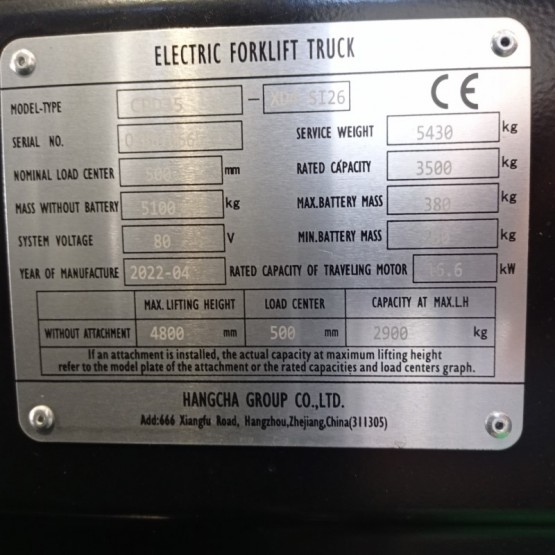 ELECTRIC FORKLIFT TRUCK
MODEL-TYPE CPD35 - SI26 CE
SERIAL NO. SERVICE WEIGHT 5430 kg
NOMINAL LOAD CENTER 500 mm RATED CAPACITY 3500 kg
MASS WITHOUT BATTERY 5100 kg MAX.BATTERY MASS 380 kg
SYSTEM VOLTAGE 80 V MIN.BATTERY MASS kg
YEAR OF MANUFACTURE 2022-04 RATED CAPACITY OF TRAVELING MOTOR 16.6 kW
MAX. LIFTING HEIGHT LOAD CENTER CAPACITY AT MAX.L.H
WITHOUT ATTACHMENT 4800 mm 500 mm 2900 kg
If an attachment is installed, the actual capacity at maximum lifting height
refer to the model plate of the attachment or the rated capacities and load centers graph.
HANGCHA GROUP CO.,LTD.
Add:666 Xiangfu Road, Hangzhou,Zhejiang,China(311305)